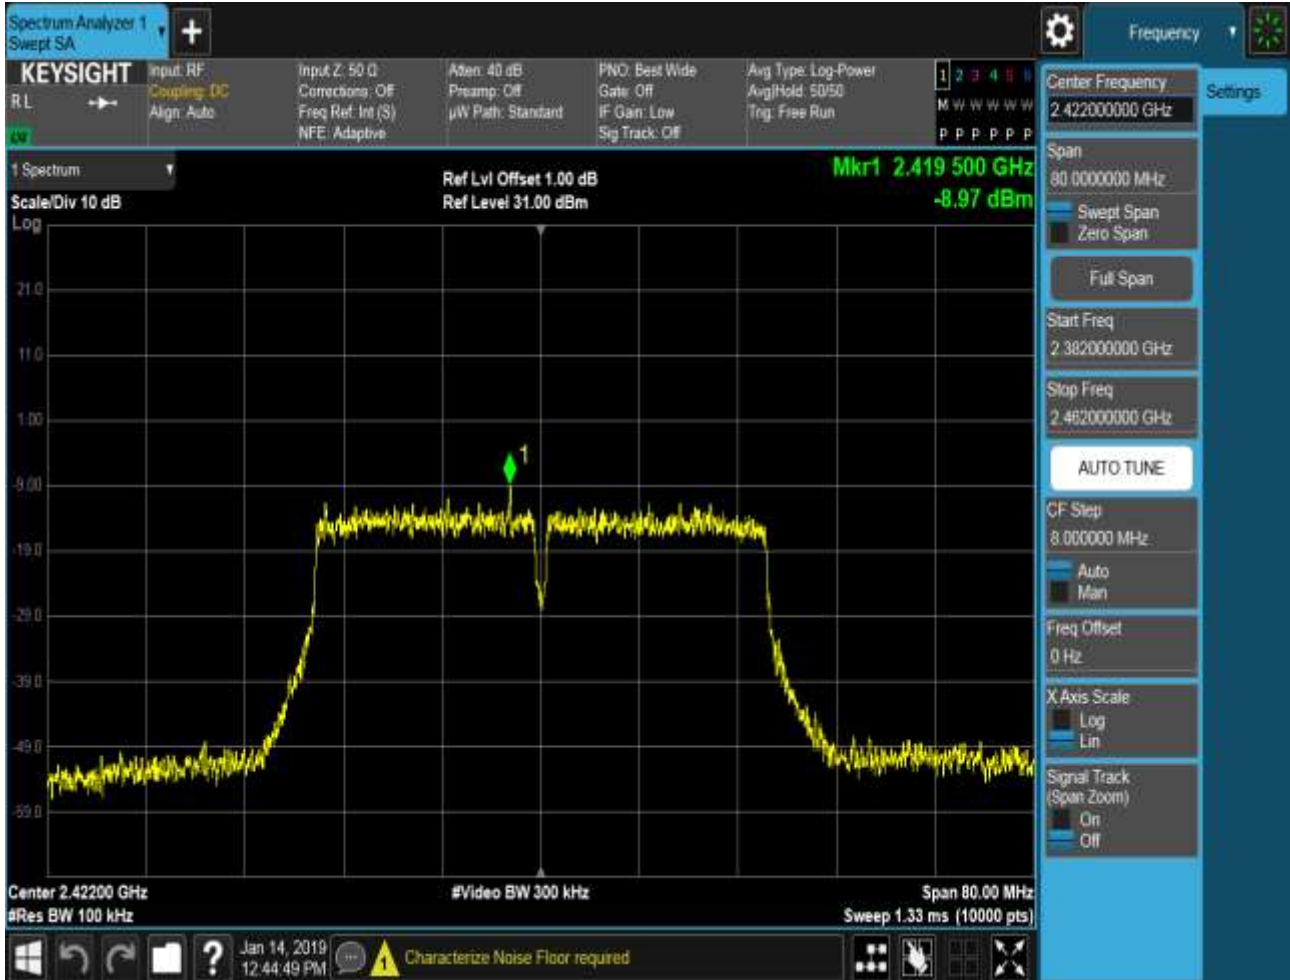 Spectrum Analyzer 1
Swept SA
+
Frequency
KEYSIGHT
RL
Input: RF
Coupling: DC
Align: Auto
Input Z: 50 Ω
Corrections: Off
Freq Ref: Int (S)
NFE: Adaptive
Atten: 40 dB
Preamp: Off
µW Path: Standard
PNO: Best Wide
Gate: Off
IF Gain: Low
Sig Track: Off
Avg Type: Log-Power
Avg|Hold: 50/50
Trig: Free Run
1 2 3 4 5 6
M W W W W W
P P P P P P
1 Spectrum
Scale/Div 10 dB
Log
Ref Lvl Offset 1.00 dB
Ref Level 31.00 dBm
Mkr1 2.419 500 GHz
-8.97 dBm
21.0
11.0
1.00
-9.00
-19.0
-29.0
-39.0
-49.0
-59.0
1
Center 2.42200 GHz
#Res BW 100 kHz
#Video BW 300 kHz
Span 80.00 MHz
Sweep 1.33 ms (10000 pts)
Center Frequency
2.422000000 GHz
Settings
Span
80.0000000 MHz
Swept Span
Zero Span
Full Span
Start Freq
2.382000000 GHz
Stop Freq
2.462000000 GHz
AUTO TUNE
CF Step
8.000000 MHz
Auto
Man
Freq Offset
0 Hz
X Axis Scale
Log
Lin
Signal Track
(Span Zoom)
On
Off
?
Jan 14, 2019
12:44:49 PM
1
Characterize Noise Floor required